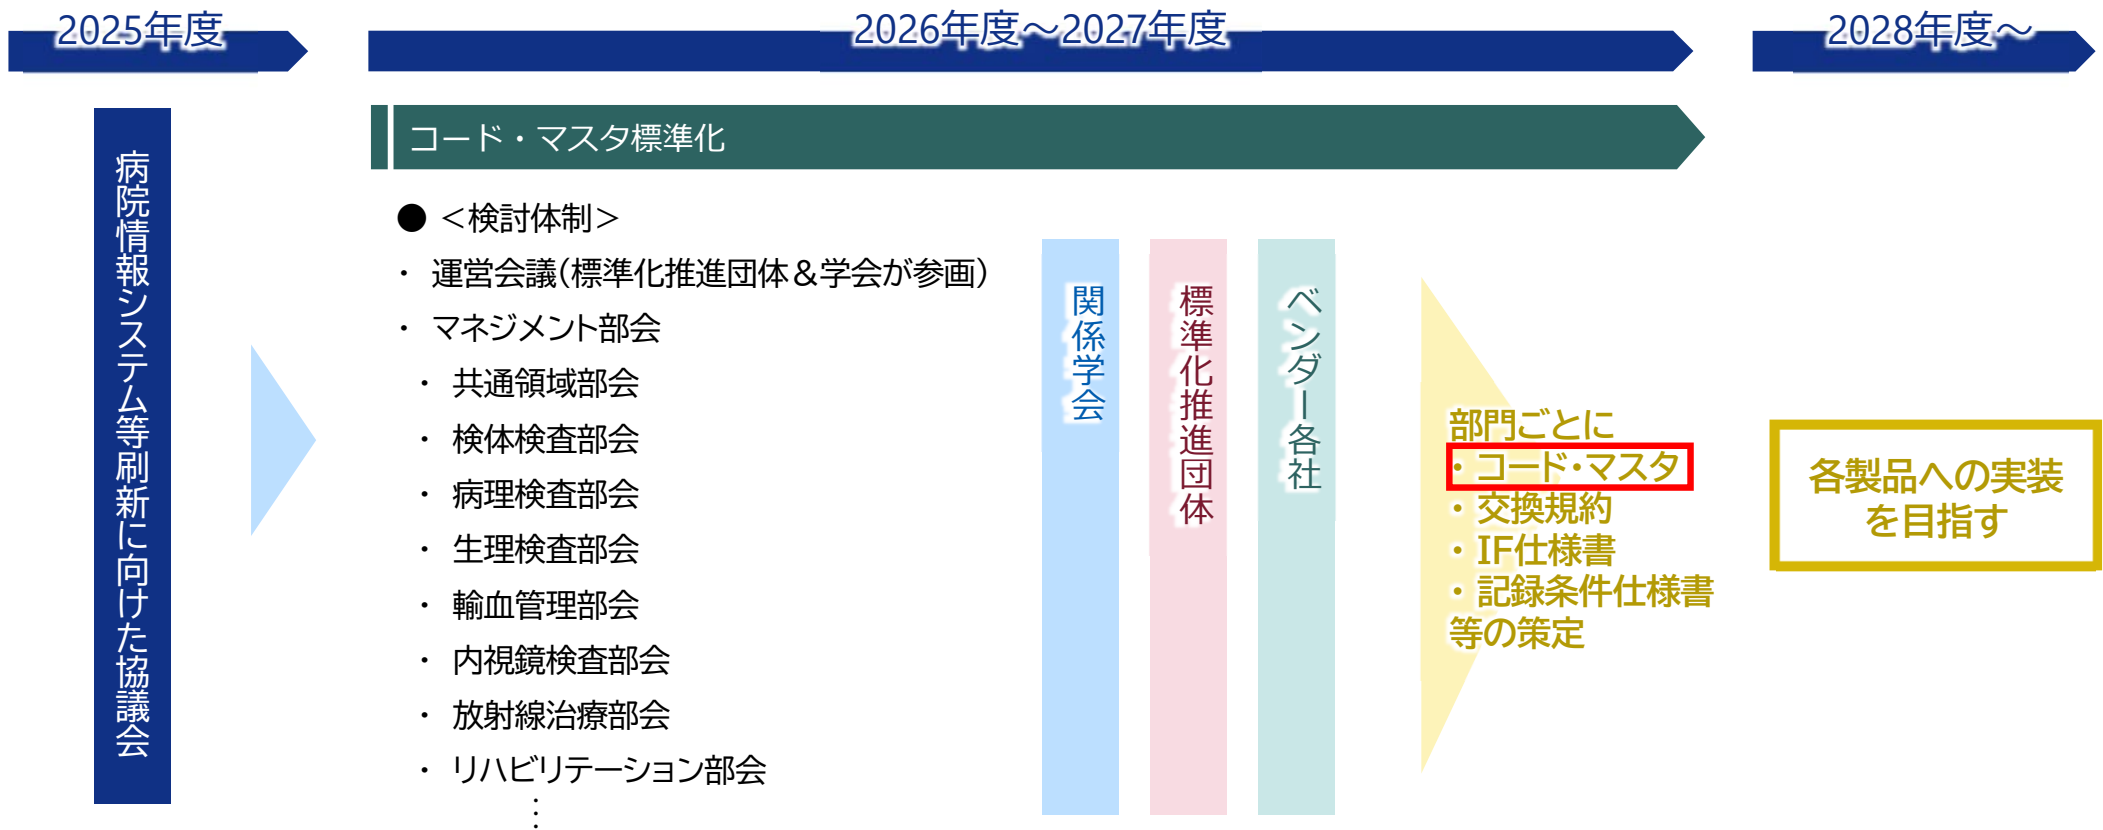 2025年度
2026年度～2027年度
2028年度～
病院情報システム等刷新に向けた協議会
コード・マスタ標準化
● ＜検討体制＞
・ 運営会議（標準化推進団体＆学会が参画）
・ マネジメント部会
・ 共通領域部会
・ 検体検査部会
・ 病理検査部会
・ 生理検査部会
・ 輸血管理部会
・ 内視鏡検査部会
・ 放射線治療部会
・ リハビリテーション部会
⋮
関係学会
標準化推進団体
ベンダー各社
部門ごとに
・コード・マスタ
・交換規約
・IF仕様書
・記録条件仕様書
等の策定
各製品への実装
を目指す